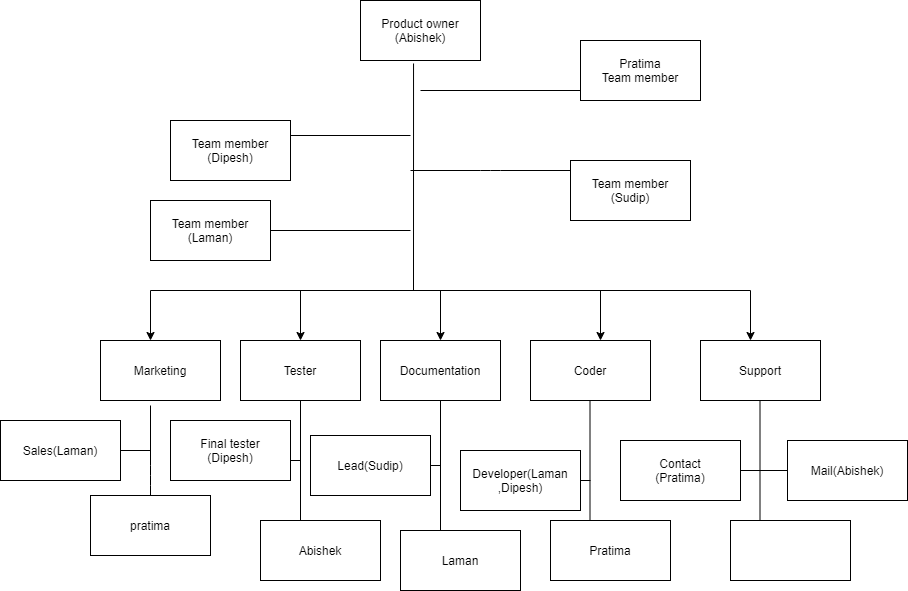 Product owner
(Abishek)
Pratima
Team member
Team member
(Dipesh)
Team member
(Sudip)
Team member
(Laman)
Marketing
Tester
Documentation
Coder
Support
Sales(Laman)
Final tester
(Dipesh)
Lead(Sudip)
Developer(Laman
,Dipesh)
Contact
(Pratima)
Mail(Abishek)
pratima
Abishek
Laman
Pratima